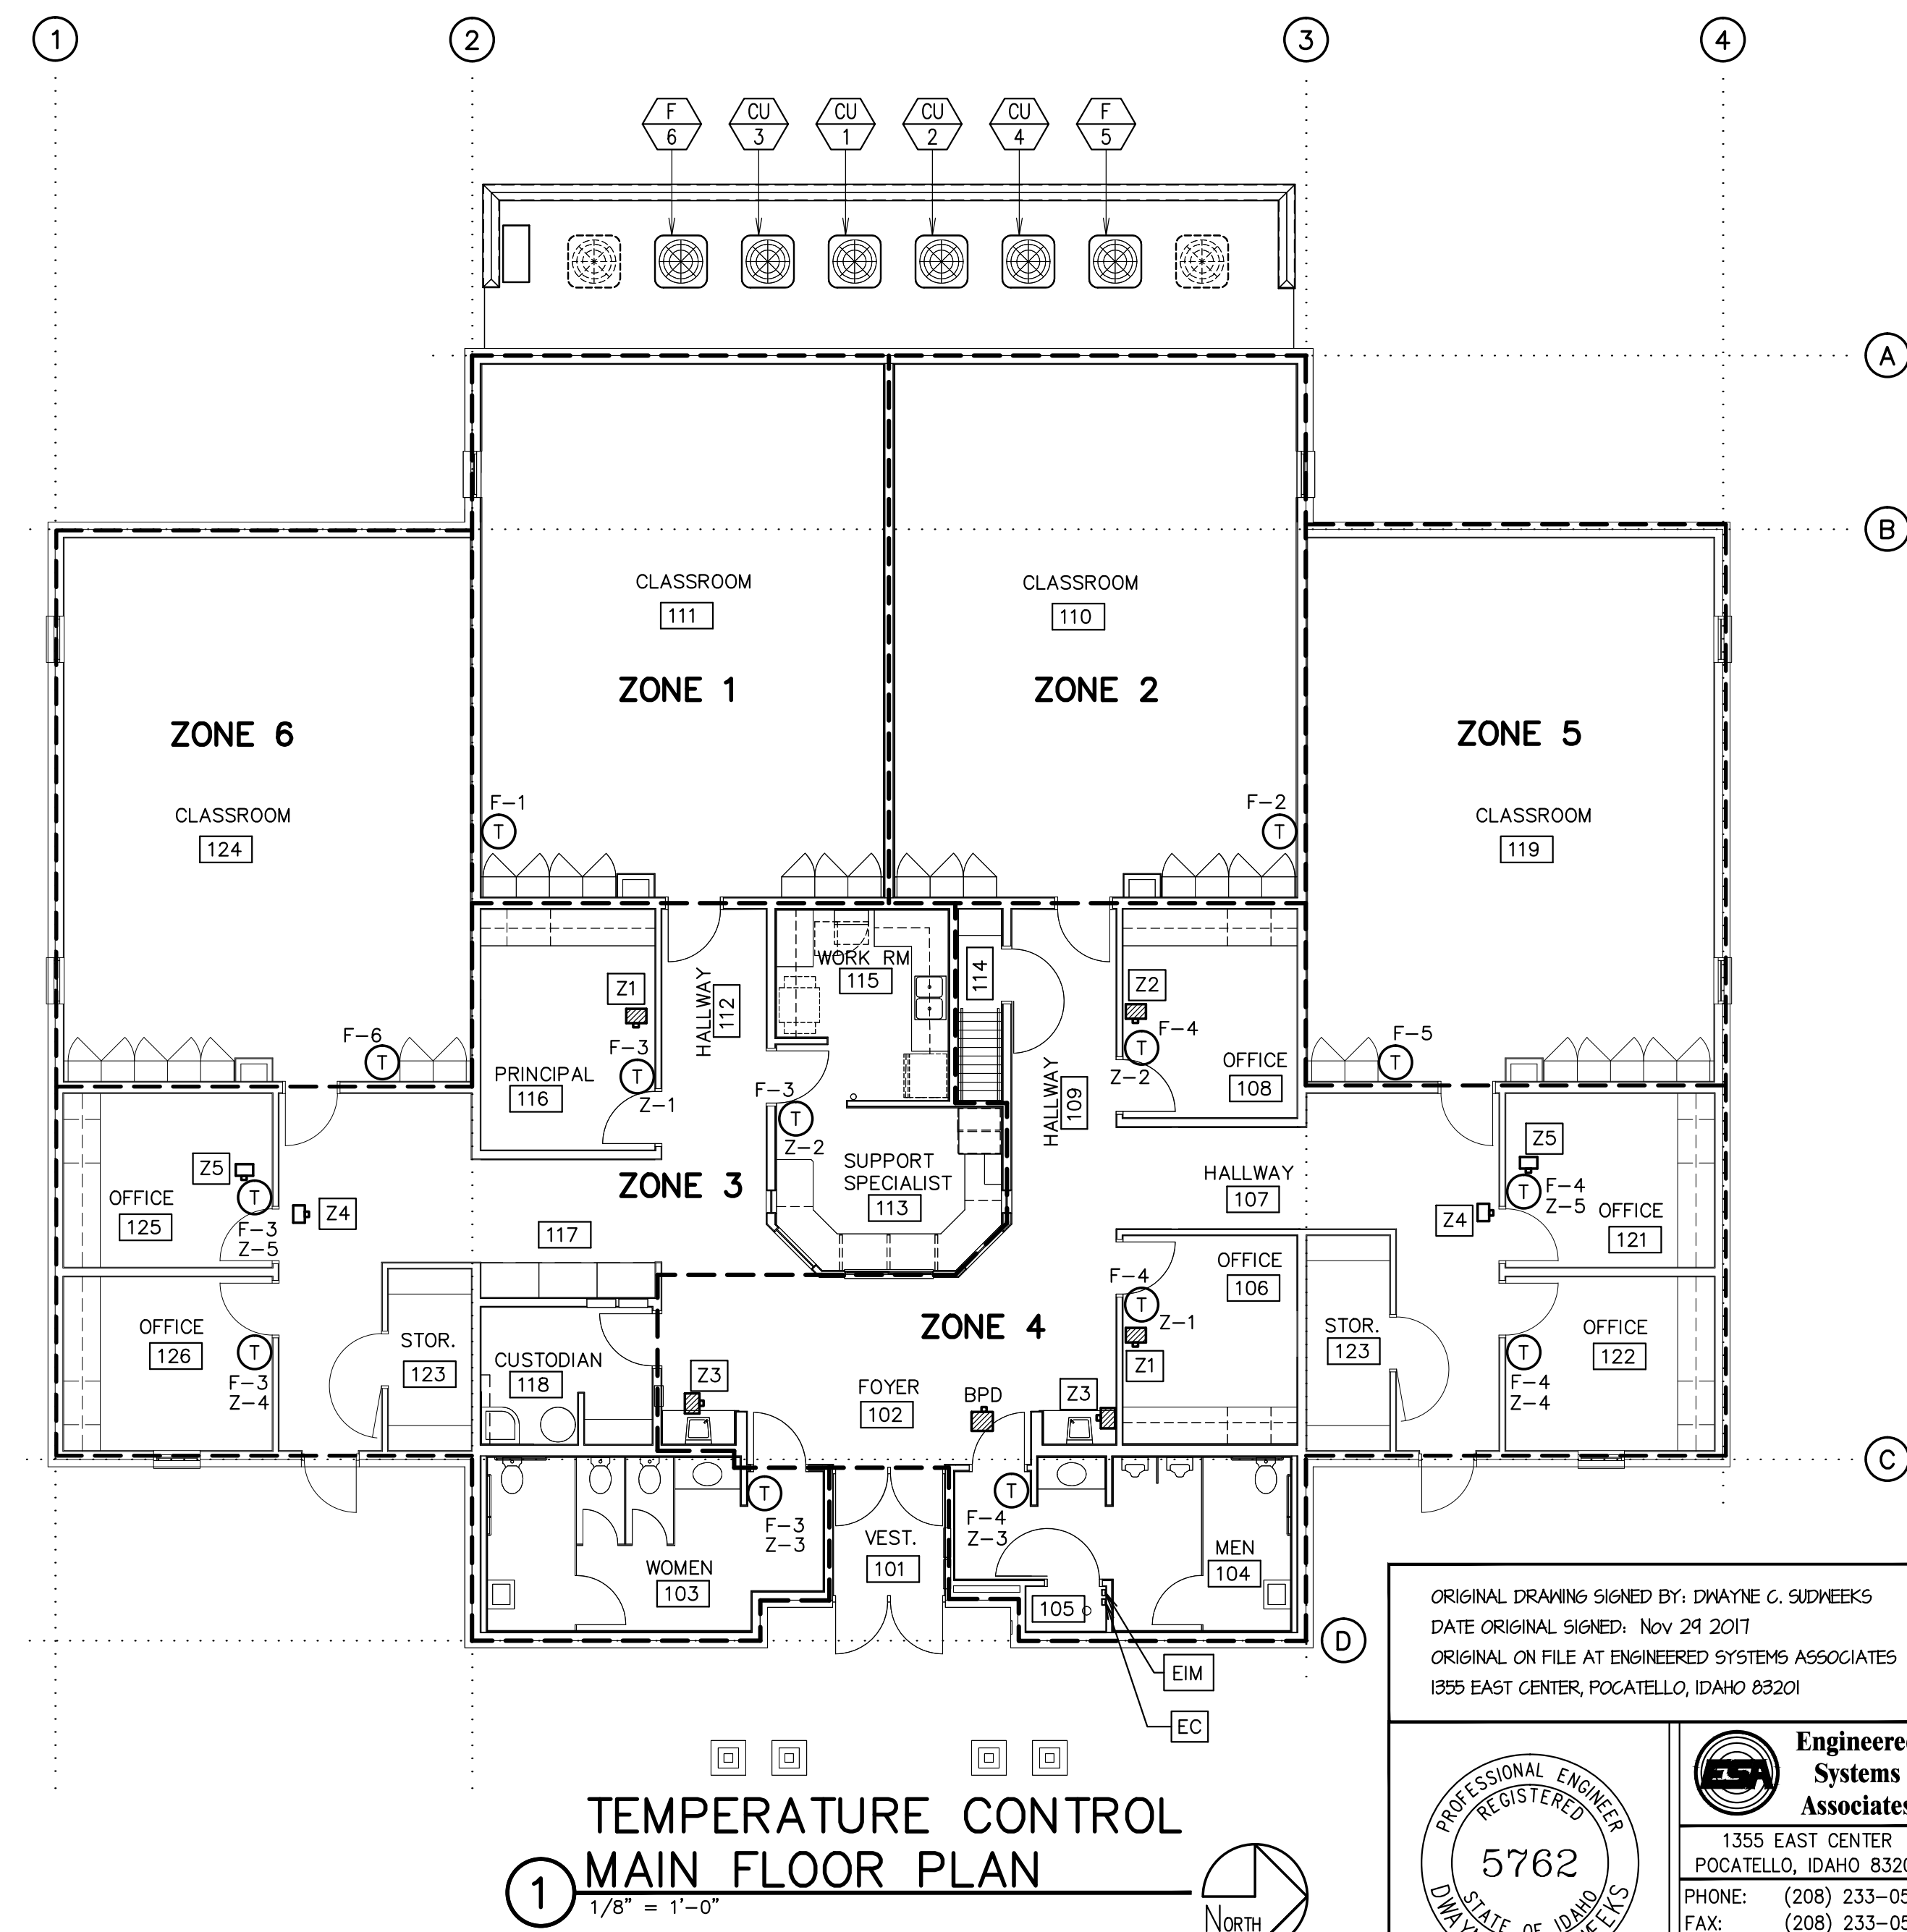 1
2
3
4
F
6
CU
3
CU
1
CU
2
CU
4
F
5
A
B
CLASSROOM
111
CLASSROOM
110
ZONE 1
ZONE 2
ZONE 6
ZONE 5
CLASSROOM
124
CLASSROOM
119
F-1
T
F-2
T
F-6
T
F-5
T
WORK RM
115
114
Z1
F-3
T
Z-1
HALLWAY
112
PRINCIPAL
116
Z2
F-4
T
Z-2
OFFICE
108
HALLWAY
109
F-3
T
Z-2
SUPPORT
SPECIALIST
113
ZONE 3
HALLWAY
107
Z5
T
F-3
Z-5
OFFICE
125
Z4
117
Z5
T
F-4
Z-5
Z4
OFFICE
121
OFFICE
126
T
F-3
Z-4
STOR.
123
CUSTODIAN
118
Z3
ZONE 4
FOYER
102
BPD
Z3
F-4
T
Z-1
Z1
OFFICE
106
STOR.
123
T
F-4
Z-4
OFFICE
122
C
T
F-3
Z-3
WOMEN
103
VEST.
101
T
F-4
Z-3
105
MEN
104
D
EIM
EC
ORIGINAL DRAWING SIGNED BY: DWAYNE C. SUDWEEKS
DATE ORIGINAL SIGNED: Nov 29 2017
ORIGINAL ON FILE AT ENGINEERED SYSTEMS ASSOCIATES
1355 EAST CENTER, POCATELLO, IDAHO 83201
TEMPERATURE CONTROL
1 MAIN FLOOR PLAN
1/8" = 1'-0"
NORTH
PROFESSIONAL ENGINEER
REGISTERED
5762
STATE OF IDAHO
ESA
Systems
Associates
1355 EAST CENTER
POCATELLO, IDAHO
PHONE: (208)
FAX: (208)